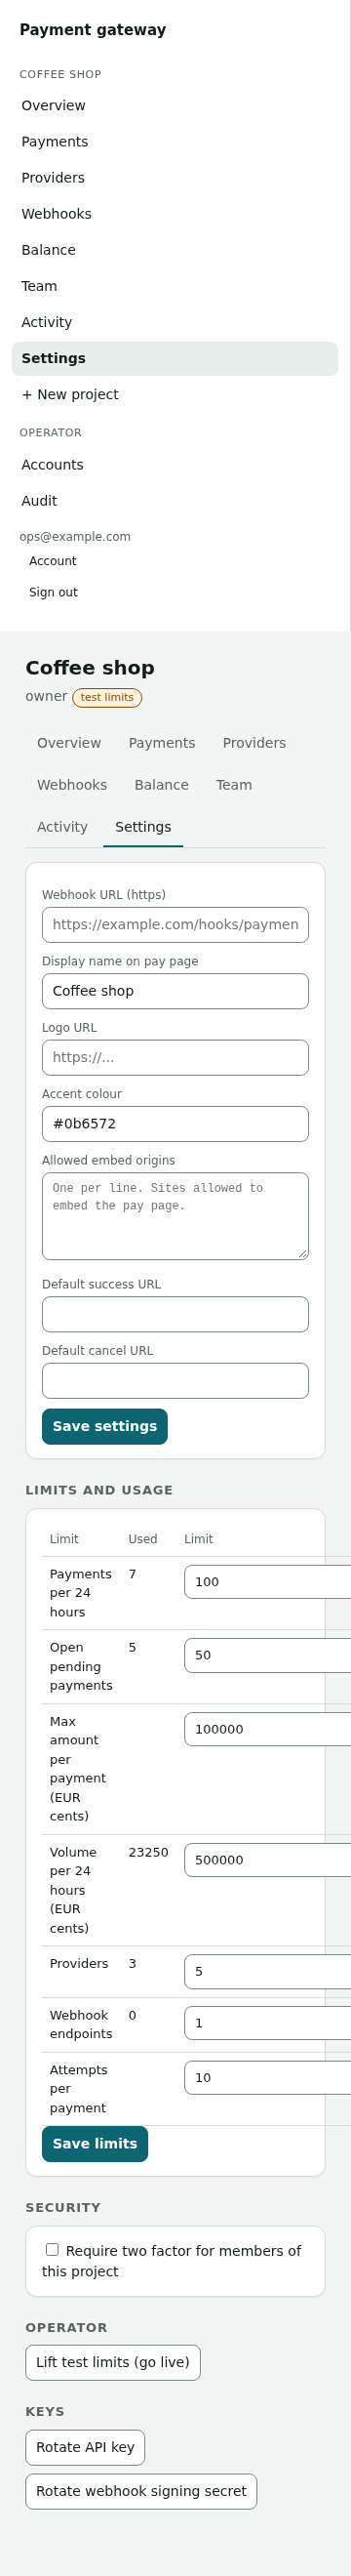 Payment gateway
COFFEE SHOP
Overview
Payments
Providers
Webhooks
Balance
Team
Activity
Settings
+ New project
OPERATOR
Accounts
Audit
ops@example.com
Account
Sign out
Coffee shop
owner test limits
Overview Payments Providers
Webhooks Balance Team
Activity Settings
Webhook URL (https)
https://example.com/hooks/paymen
Display name on pay page
Coffee shop
Logo URL
https://...
Accent colour
#0b6572
Allowed embed origins
One per line. Sites allowed to
embed the pay page.
Default success URL
Default cancel URL
Save settings
LIMITS AND USAGE
Limit Used Limit
Payments 7 100
per 24
hours
Open 5 50
pending
payments
Max 100000
amount
per
payment
(EUR
cents)
Volume 23250 500000
per 24
hours
(EUR
cents)
Providers 3 5
Webhook 0 1
endpoints
Attempts 10
per
payment
Save limits
SECURITY
Require two factor for members of
this project
OPERATOR
Lift test limits (go live)
KEYS
Rotate API key
Rotate webhook signing secret